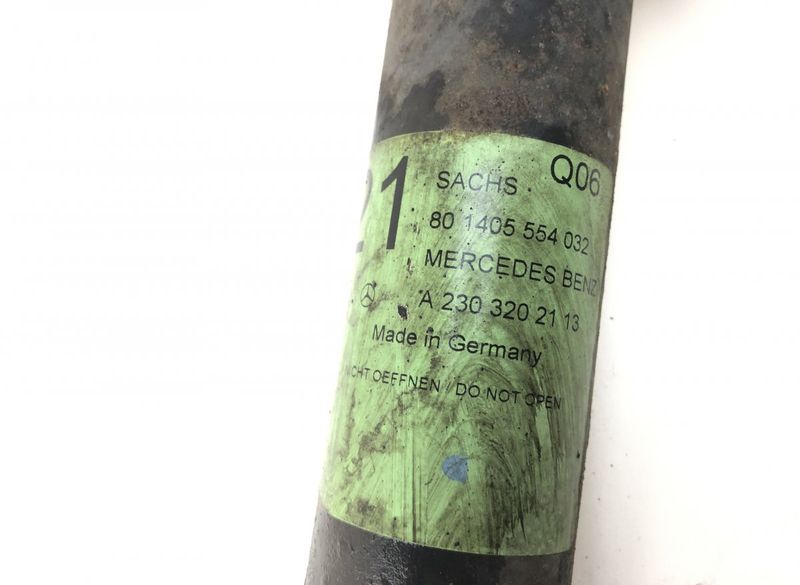 21
Q06
SACHS
80 1405 554 032
MERCEDES BENZ
A 230 320 21 13
Made in Germany
NICHT OEFFNEN / DO NOT OPEN